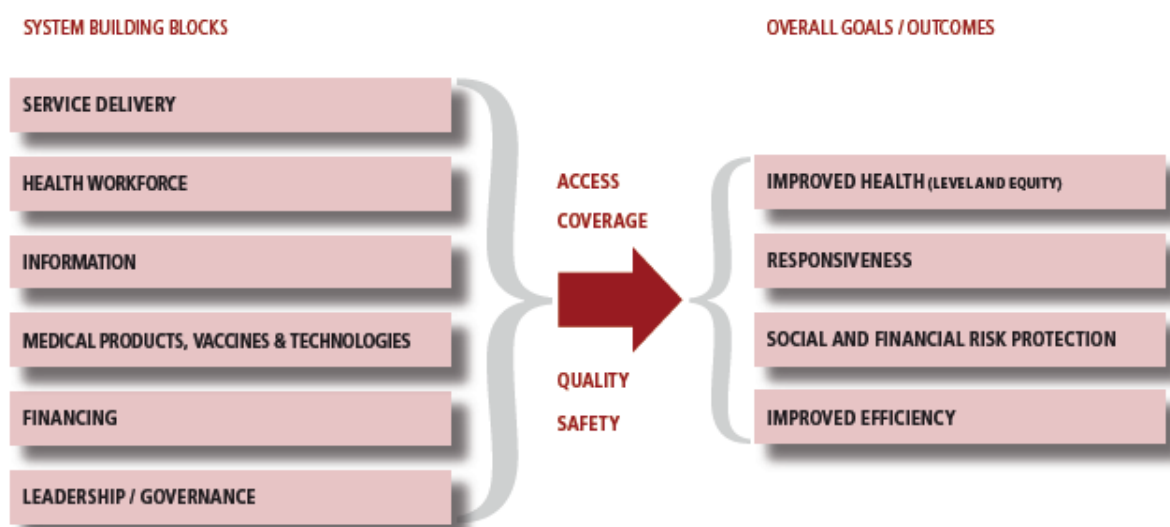 SYSTEM BUILDING BLOCKS
SERVICE DELIVERY
HEALTH WORKFORCE
INFORMATION
MEDICAL PRODUCTS, VACCINES & TECHNOLOGIES
FINANCING
LEADERSHIP / GOVERNANCE
ACCESS
COVERAGE
QUALITY
SAFETY
OVERALL GOALS / OUTCOMES
IMPROVED HEALTH (LEVEL AND EQUITY)
RESPONSIVENESS
SOCIAL AND FINANCIAL RISK PROTECTION
IMPROVED EFFICIENCY